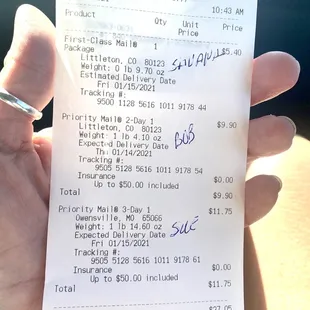 10:43 AM
Product Qty Unit Price Price
First-Class Mail® 1 $5.40
Package
Littleton, CO 80123
Weight: 0 lb 9.70 oz
Estimated Delivery Date
Fri 01/15/2021
Tracking #:
9500 1128 5616 1011 9178 44
Priority Mail® 2-Day 1 $9.90
Littleton, CO 80123
Weight: 1 lb 4.10 oz BOB
Expected Delivery Date
Thu 01/14/2021
Tracking #:
9505 5128 5616 1011 9178 54
Insurance $0.00
Up to $50.00 included
Total $9.90
Priority Mail® 3-Day 1 $11.75
Owensville, MO 65066
Weight: 1 lb 14.60 oz SUE
Expected Delivery Date
Fri 01/15/2021
Tracking #:
9505 5128 5616 1011 9178 61
Insurance $0.00
Up to $50.00 included
Total $11.75
$27.05